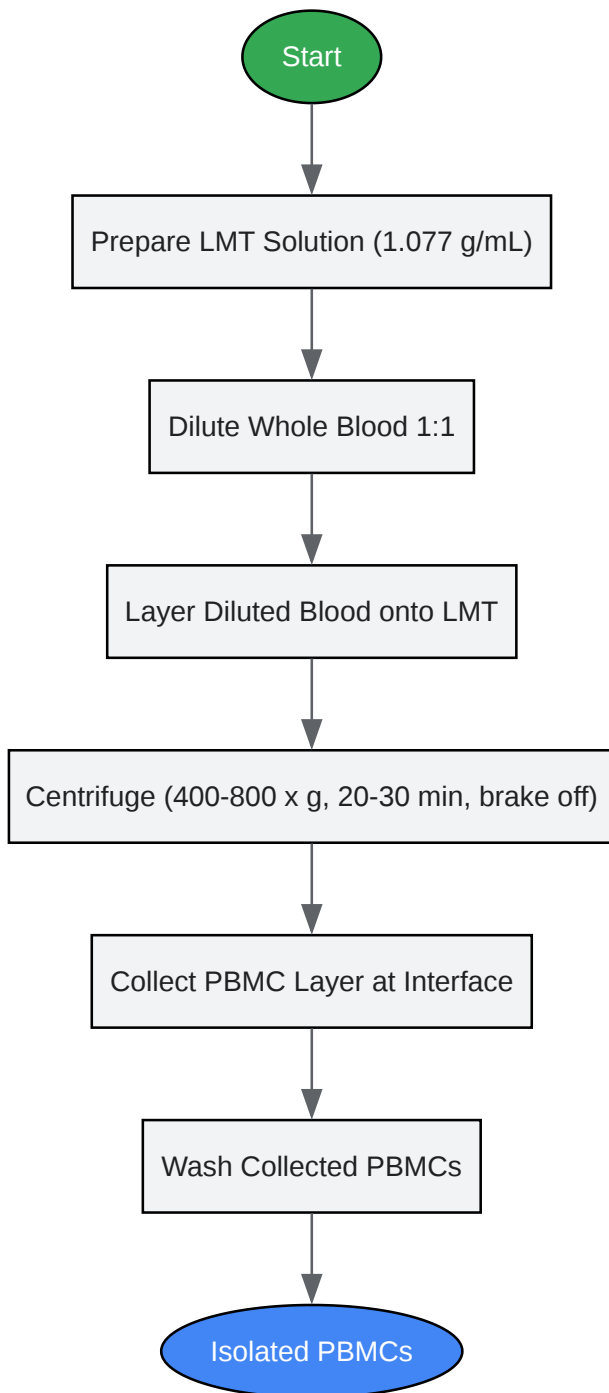 Start
Prepare LMT Solution (1.077 g/mL)
Dilute Whole Blood 1:1
Layer Diluted Blood onto LMT
Centrifuge (400-800 x g, 20-30 min, brake off)
Collect PBMC Layer at Interface
Wash Collected PBMCs
Isolated PBMCs